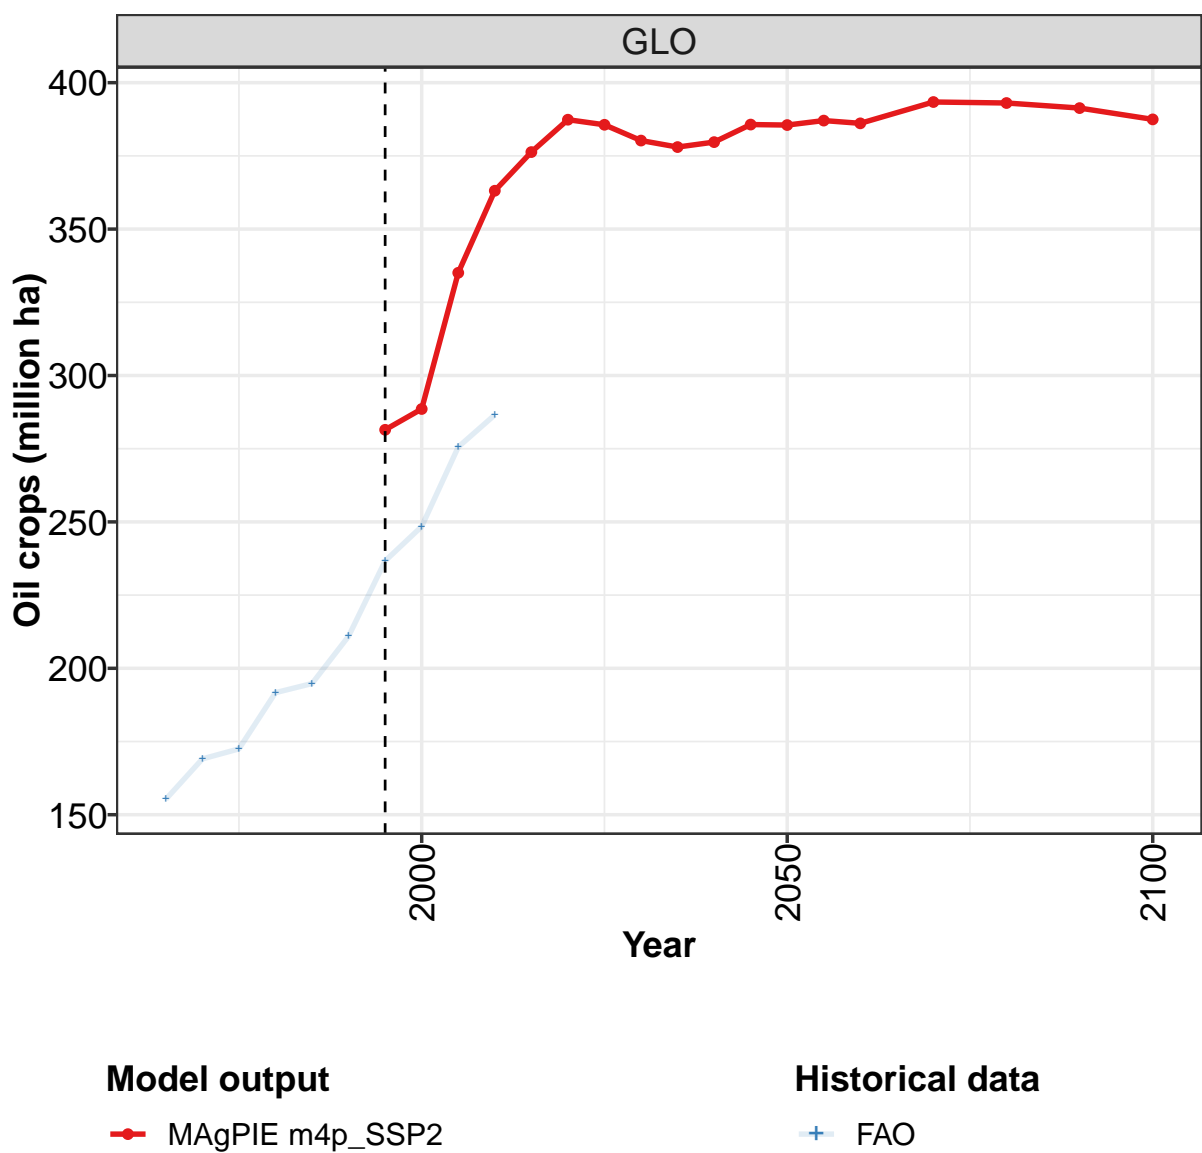 GLO
Oil crops (million ha)
400
350
300
250
200
150
2000
2050
2100
Year
Model output
MAgPIE m4p_SSP2
Historical data
FAO